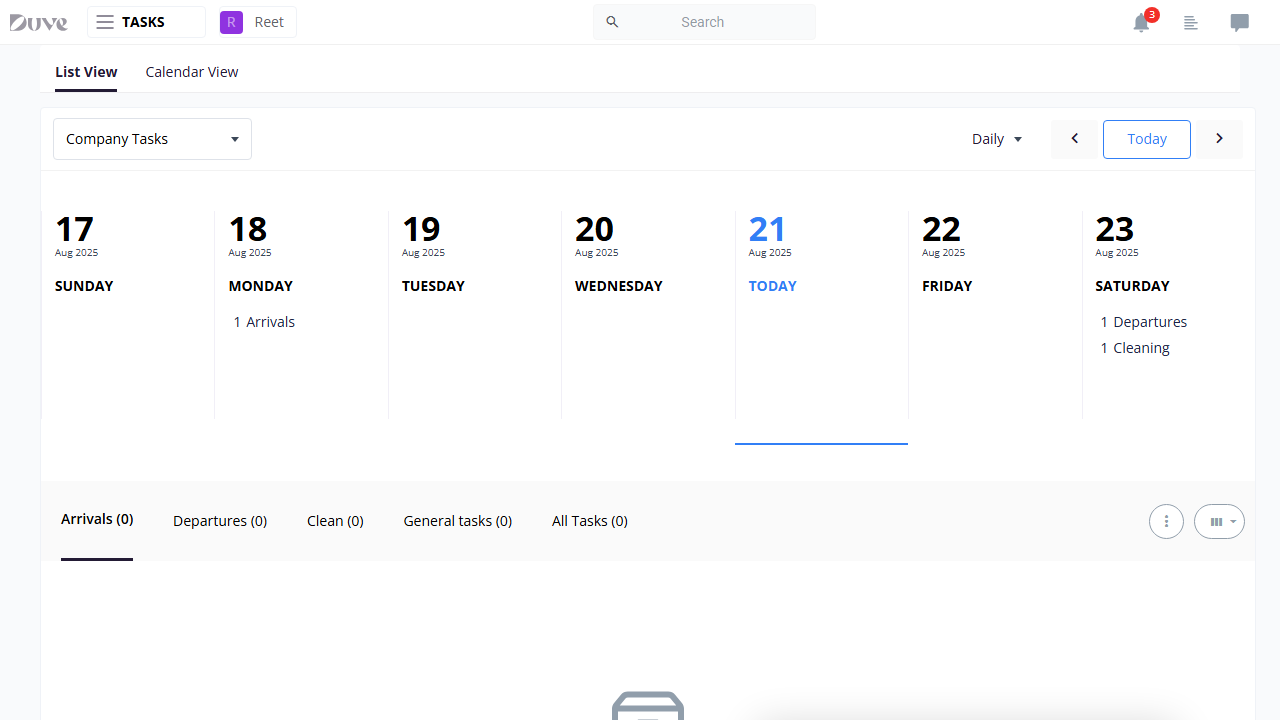 Duve
TASKS
R
Reet
Search
3
List View
Calendar View
Company Tasks
Daily
Today
17
Aug 2025
SUNDAY
18
Aug 2025
MONDAY
1 Arrivals
19
Aug 2025
TUESDAY
20
Aug 2025
WEDNESDAY
21
Aug 2025
TODAY
22
Aug 2025
FRIDAY
23
Aug 2025
SATURDAY
1 Departures
1 Cleaning
Arrivals (0)
Departures (0)
Clean (0)
General tasks (0)
All Tasks (0)